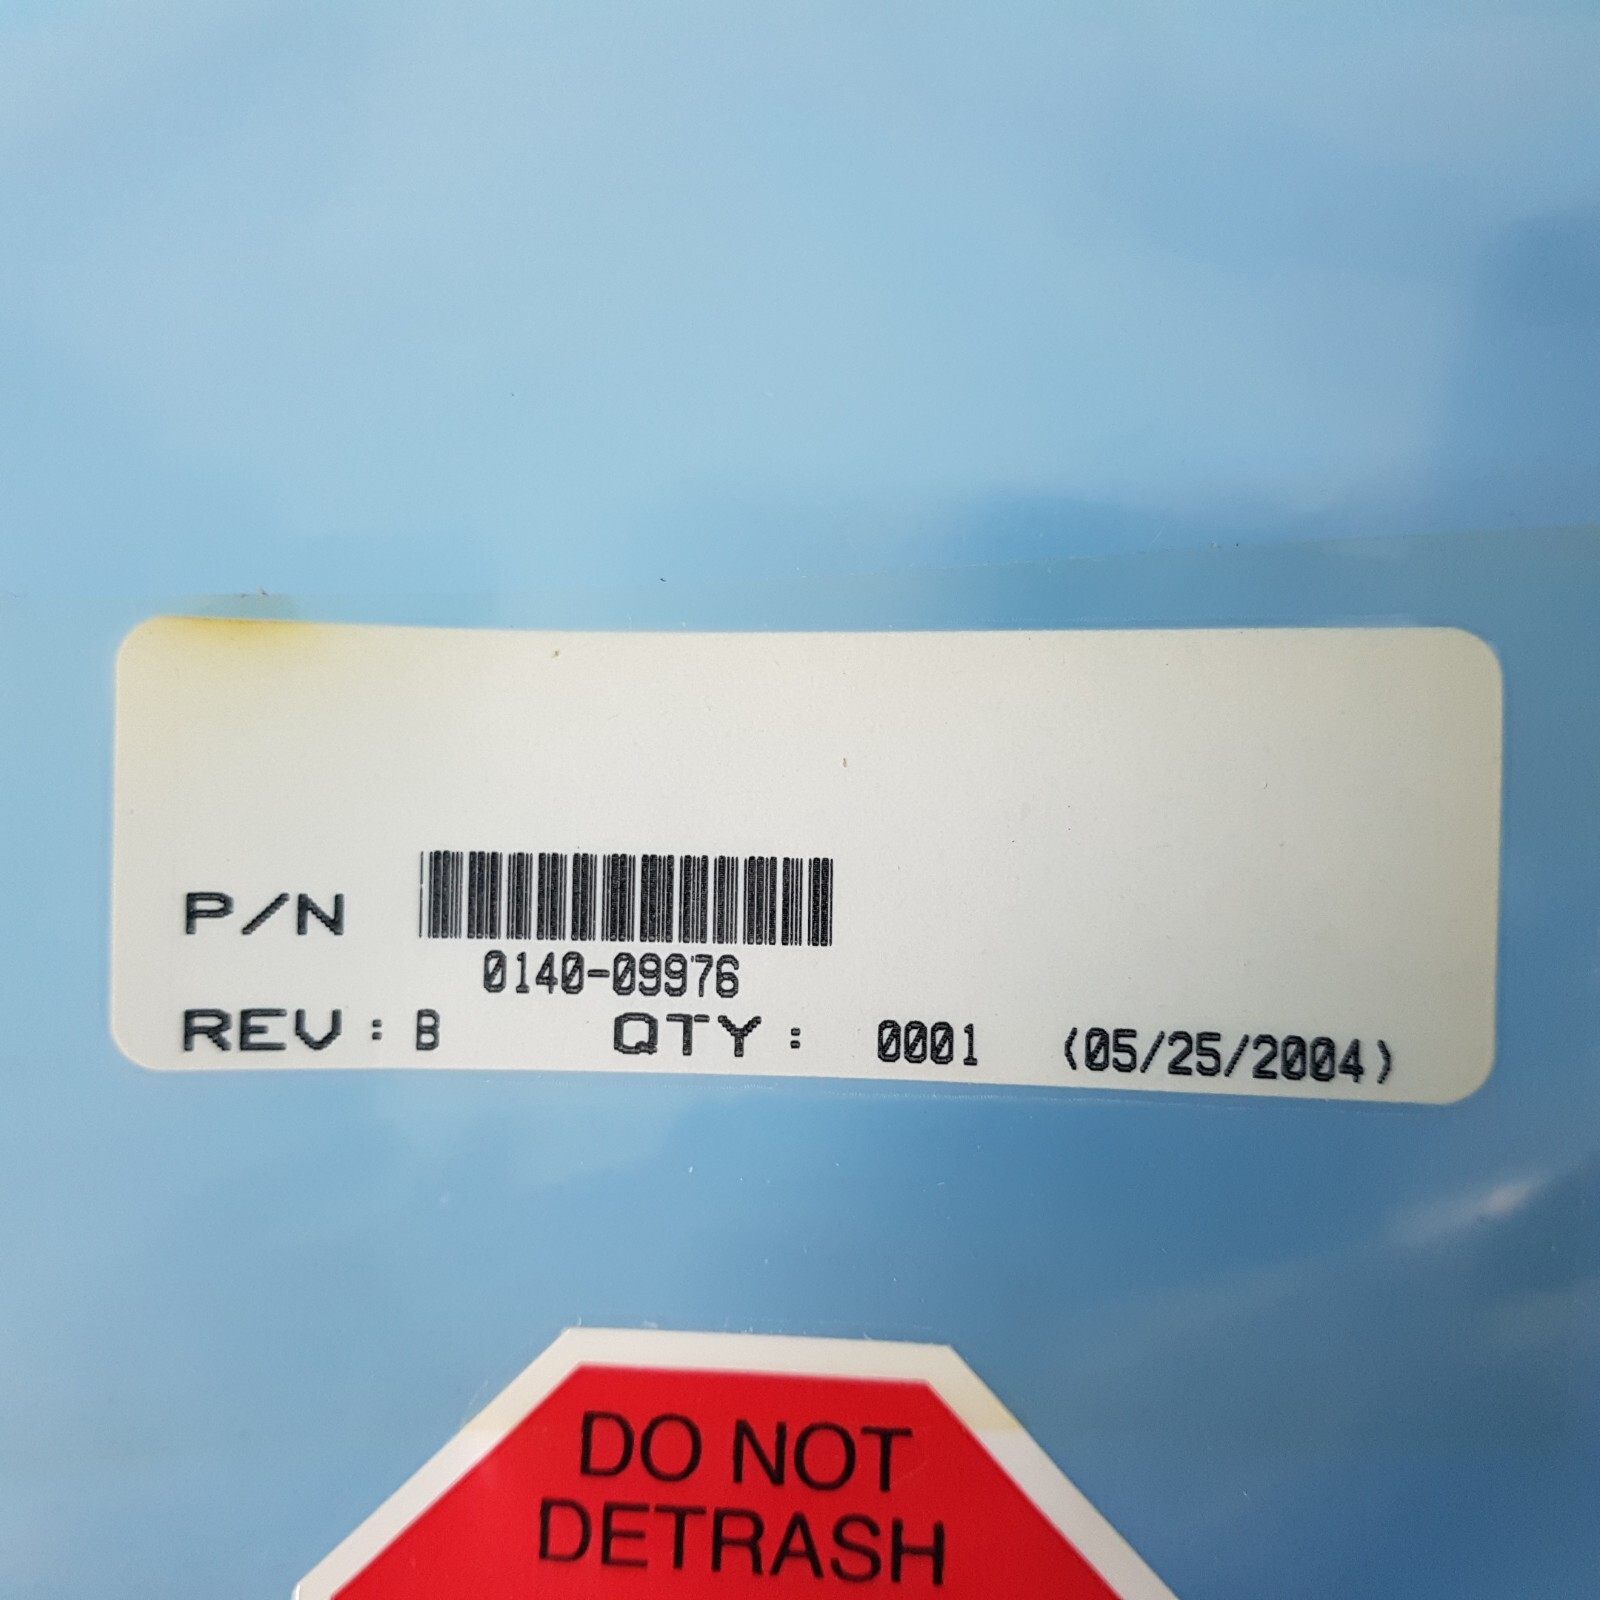 P/N
0140-09976
REV: B QTY: 0001 (05/25/2004)
DO NOT
DETRASH